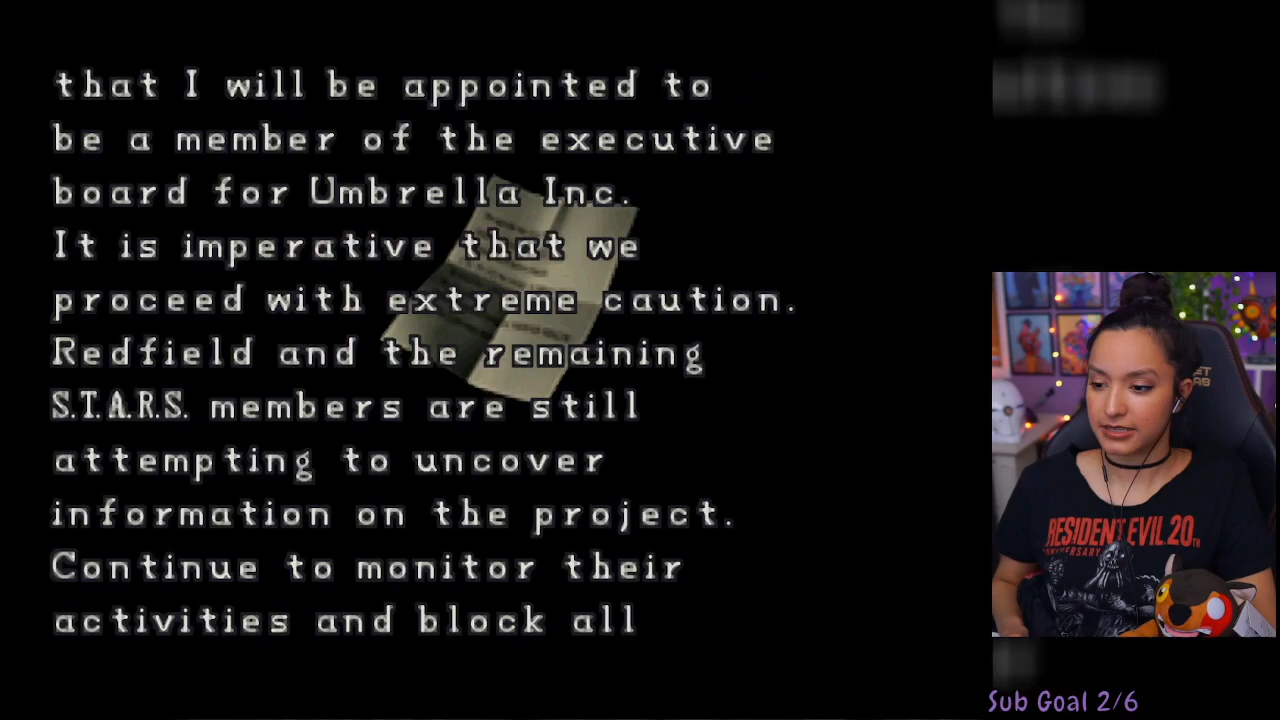 that I will be appointed to
be a member of the executive
board for Umbrella Inc.
It is imperative that we
proceed with extreme caution.
Redfield and the remaining
S.T.A.R.S. members are still
attempting to uncover
information on the project.
Continue to monitor their
activities and block all
RESIDENT EVIL.20TH
ANNIVERSARY
Sub Goal 2/6